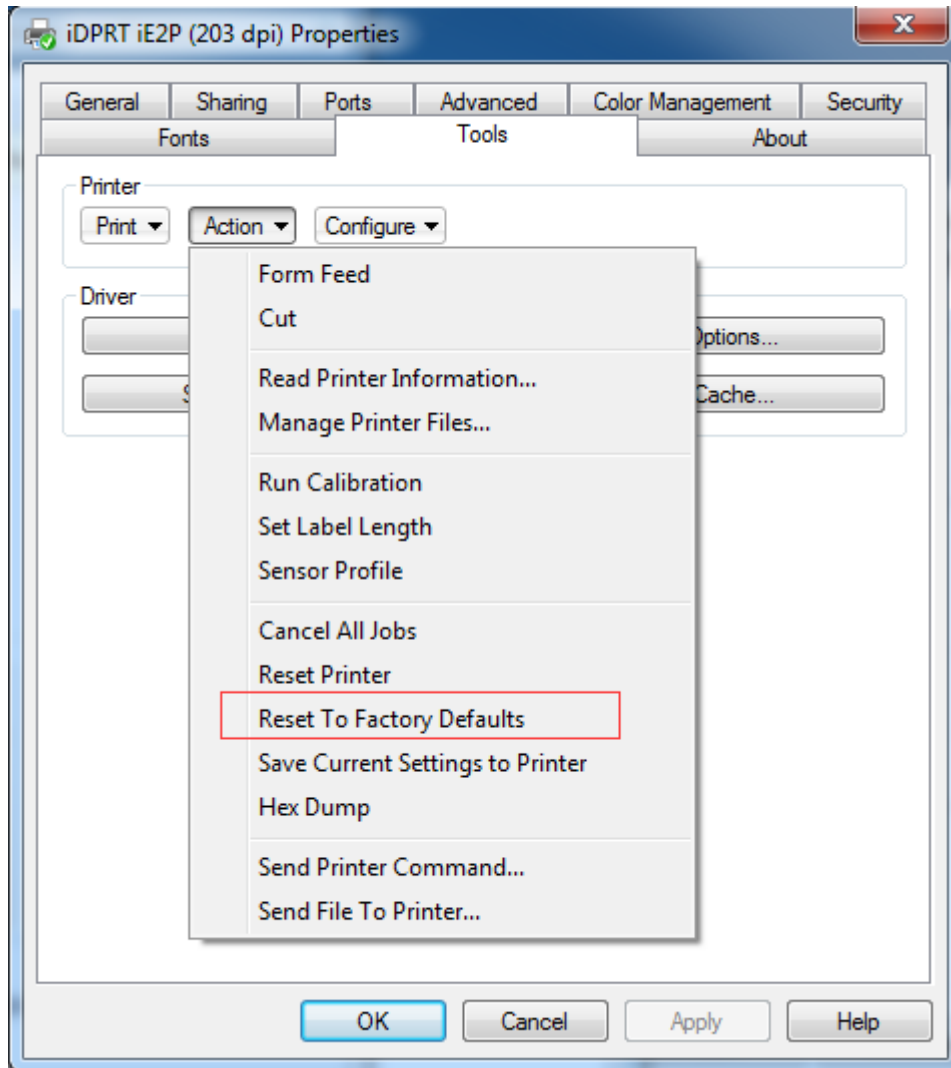 iDPRT iE2P (203 dpi) Properties
General Sharing Ports Advanced Color Management Security
Fonts Tools About
Printer
Print Action Configure
Form Feed
Driver
Cut
Options...
Read Printer Information...
Cache...
Manage Printer Files...
Run Calibration
Set Label Length
Sensor Profile
Cancel All Jobs
Reset Printer
Reset To Factory Defaults
Save Current Settings to Printer
Hex Dump
Send Printer Command...
Send File To Printer...
OK Cancel Apply Help